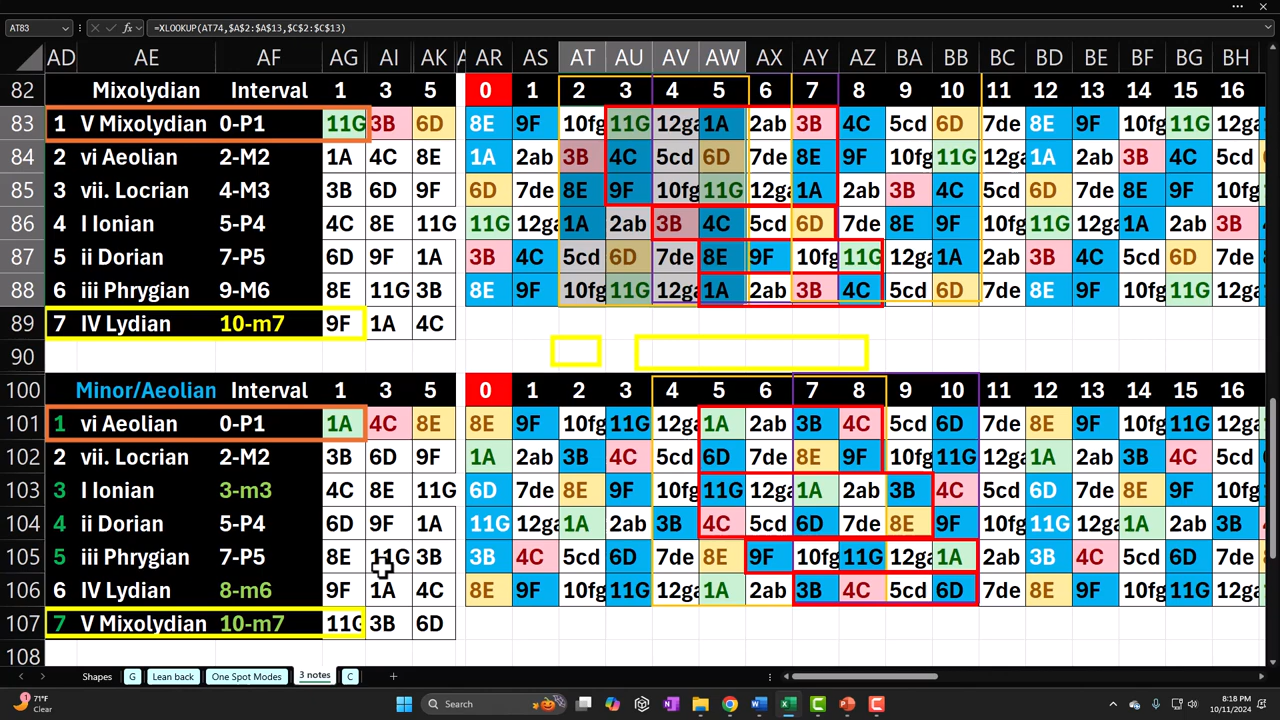 AT83 fx =XLOOKUP(AT74,$A$2:$A$13,$C$2:$C$13)
AD AE AF AG AI AK AR AS AT AU AV AW AX AY AZ BA BB BC BD BE BF BG BH
82 Mixolydian Interval 1 3 5 0 1 2 3 4 5 6 7 8 9 10 11 12 13 14 15 16
83 1 V Mixolydian 0-P1 11G 3B 6D 8E 9F 10fg 11G 12ga 1A 2ab 3B 4C 5cd 6D 7de 8E 9F 10fg 11G 12ga
84 2 vi Aeolian 2-M2 1A 4C 8E 1A 2ab 3B 4C 5cd 6D 7de 8E 9F 10fg 11G 12ga 1A 2ab 3B 4C 5cd
85 3 vii. Locrian 4-M3 3B 6D 9F 6D 7de 8E 9F 10fg 11G 12ga 1A 2ab 3B 4C 5cd 6D 7de 8E 9F 10fg
86 4 I Ionian 5-P4 4C 8E 11G 11G 12ga 1A 2ab 3B 4C 5cd 6D 7de 8E 9F 10fg 11G 12ga 1A 2ab 3B
87 5 ii Dorian 7-P5 6D 9F 1A 3B 4C 5cd 6D 7de 8E 9F 10fg 11G 12ga 1A 2ab 3B 4C 5cd 6D 7de
88 6 iii Phrygian 9-M6 8E 11G 3B 8E 9F 10fg 11G 12ga 1A 2ab 3B 4C 5cd 6D 7de 8E 9F 10fg 11G 12ga
89 7 IV Lydian 10-m7 9F 1A 4C
90
100 Minor/Aeolian Interval 1 3 5 0 1 2 3 4 5 6 7 8 9 10 11 12 13 14 15 16
101 1 vi Aeolian 0-P1 1A 4C 8E 8E 9F 10fg 11G 12ga 1A 2ab 3B 4C 5cd 6D 7de 8E 9F 10fg 11G 12ga
102 2 vii. Locrian 2-M2 3B 6D 9F 1A 2ab 3B 4C 5cd 6D 7de 8E 9F 10fg 11G 12ga 1A 2ab 3B 4C 5cd
103 3 I Ionian 3-m3 4C 8E 11G 6D 7de 8E 9F 10fg 11G 12ga 1A 2ab 3B 4C 5cd 6D 7de 8E 9F 10fg
104 4 ii Dorian 5-P4 6D 9F 1A 11G 12ga 1A 2ab 3B 4C 5cd 6D 7de 8E 9F 10fg 11G 12ga 1A 2ab 3B
105 5 iii Phrygian 7-P5 8E 11G 3B 3B 4C 5cd 6D 7de 8E 9F 10fg 11G 12ga 1A 2ab 3B 4C 5cd 6D 7de
106 6 IV Lydian 8-m6 9F 1A 4C 8E 9F 10fg 11G 12ga 1A 2ab 3B 4C 5cd 6D 7de 8E 9F 10fg 11G 12ga
107 7 V Mixolydian 10-m7 11G 3B 6D
108
Shapes G Lean back One Spot Modes 3 notes C
71°F
Clear
Search
8:18 PM
10/11/2024